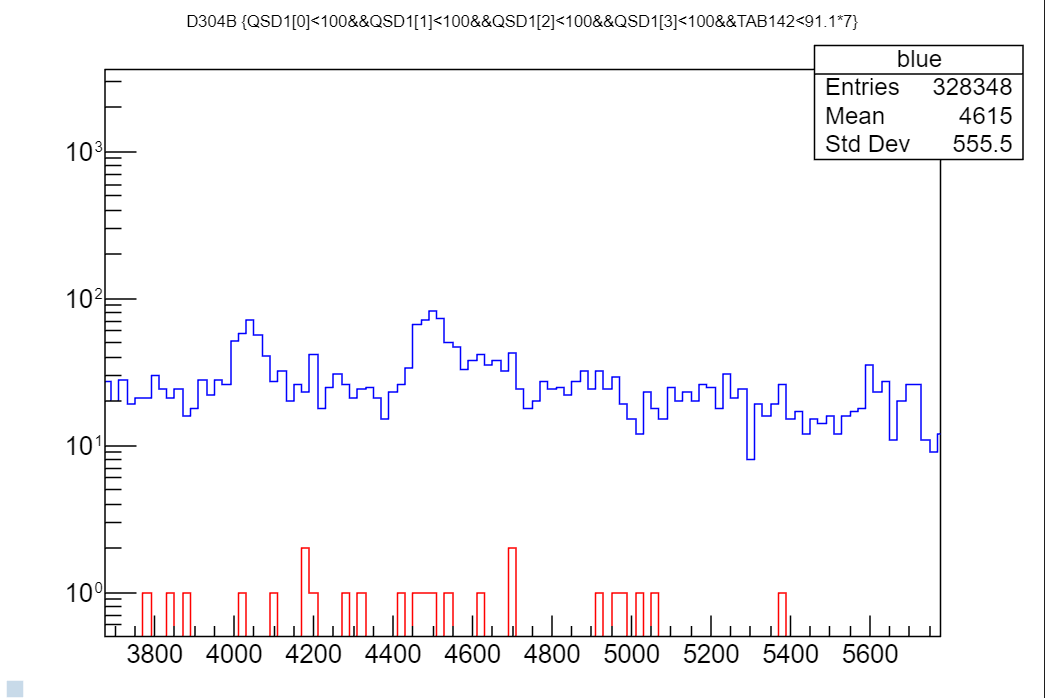 D304B {QSD1[0]<100&&QSD1[1]<100&&QSD1[2]<100&&QSD1[3]<100&&TAB142<91.1*7}
blue
Entries 328348
Mean 4615
Std Dev 555.5
10³
10²
10¹
10⁰
3800 4000 4200 4400 4600 4800 5000 5200 5400 5600